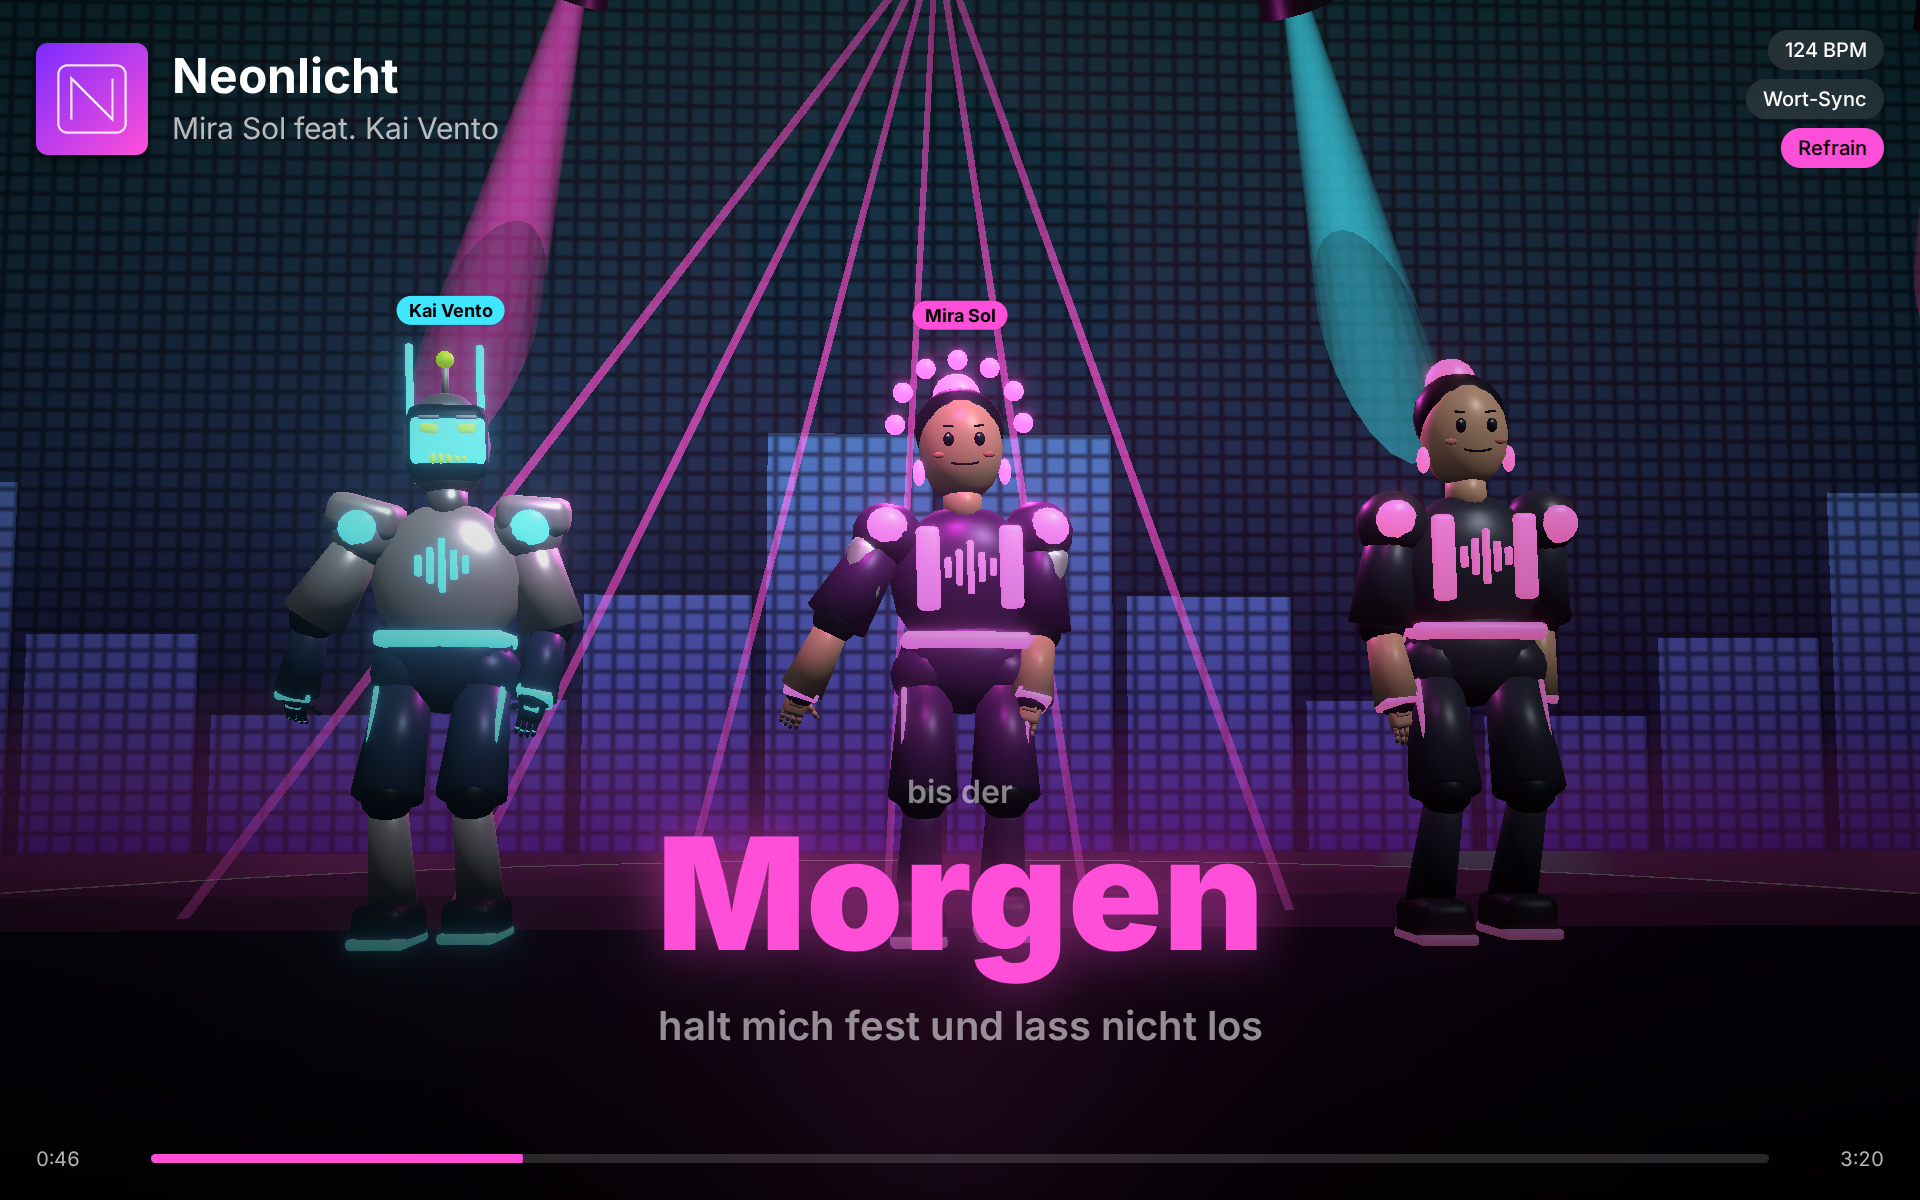 N
Neonlicht
Mira Sol feat. Kai Vento
124 BPM
Wort-Sync
Refrain
Kai Vento
Mira Sol
bis der
Morgen
halt mich fest und lass nicht los
0:46
3:20